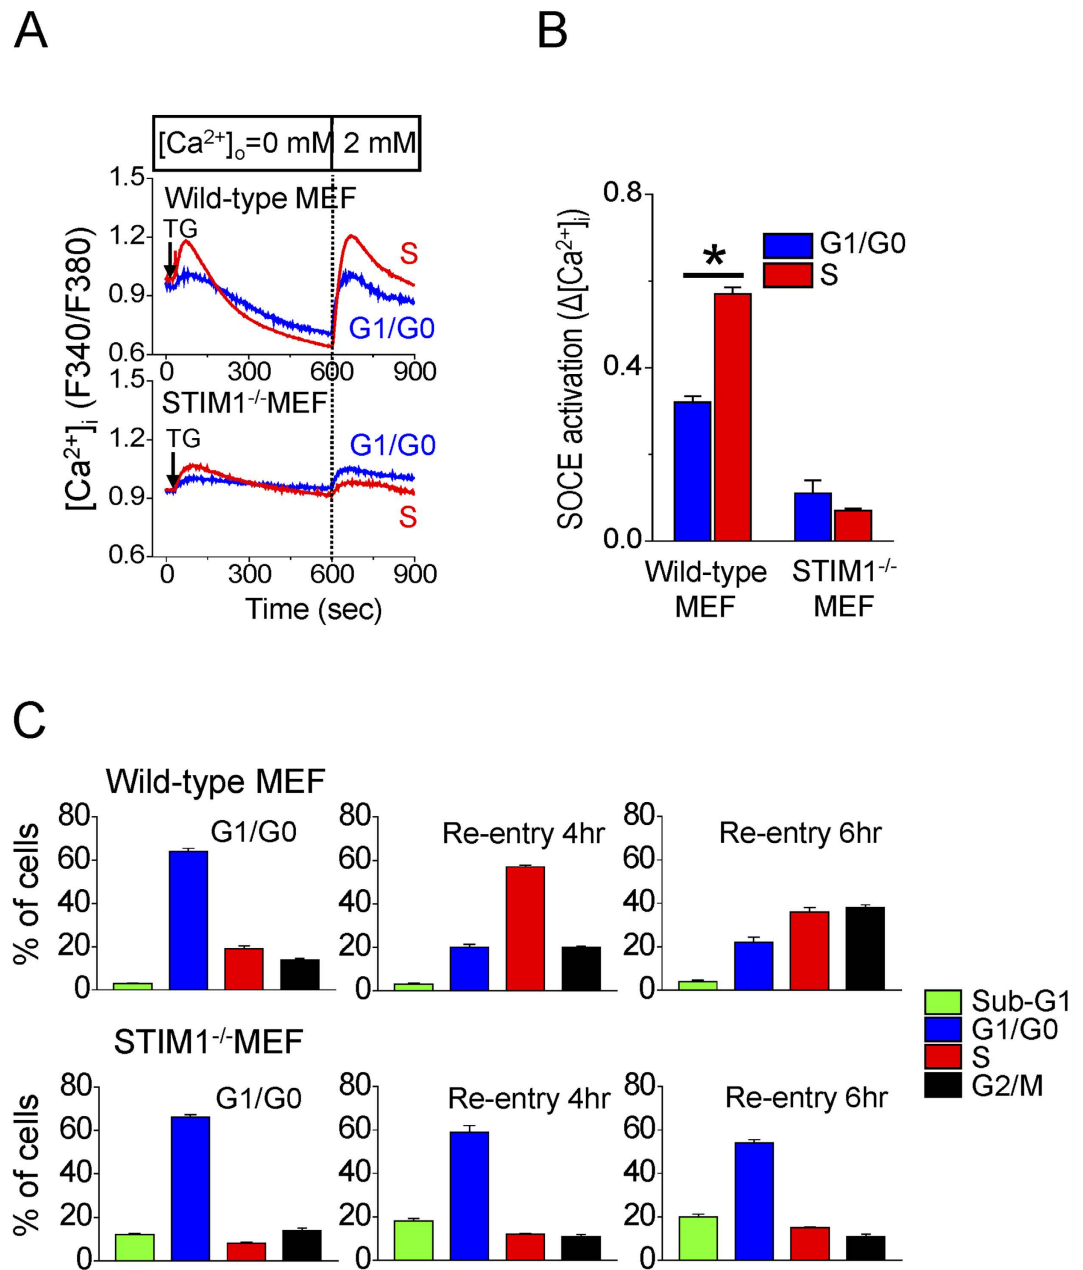 A
B
[Ca²⁺]ₒ=0 mM 2 mM
[Ca²⁺]ᵢ (F340/F380)
1.5
1.2
0.9
0.6
Wild-type MEF
TG
S
G1/G0
0 300 600 900
1.5
1.2
0.9
0.6
STIM1⁻/⁻MEF
TG
G1/G0
S
0 300 600 900
Time (sec)
SOCE activation (Δ[Ca²⁺]ᵢ)
0.8
0.4
0.0
*
G1/G0
S
Wild-type
MEF
STIM1⁻/⁻
MEF
C
Wild-type MEF
% of cells
80
60
40
20
0
G1/G0
80
60
40
20
0
Re-entry 4hr
80
60
40
20
0
Re-entry 6hr
STIM1⁻/⁻MEF
% of cells
80
60
40
20
0
G1/G0
80
60
40
20
0
Re-entry 4hr
80
60
40
20
0
Re-entry 6hr
Sub-G1
G1/G0
S
G2/M